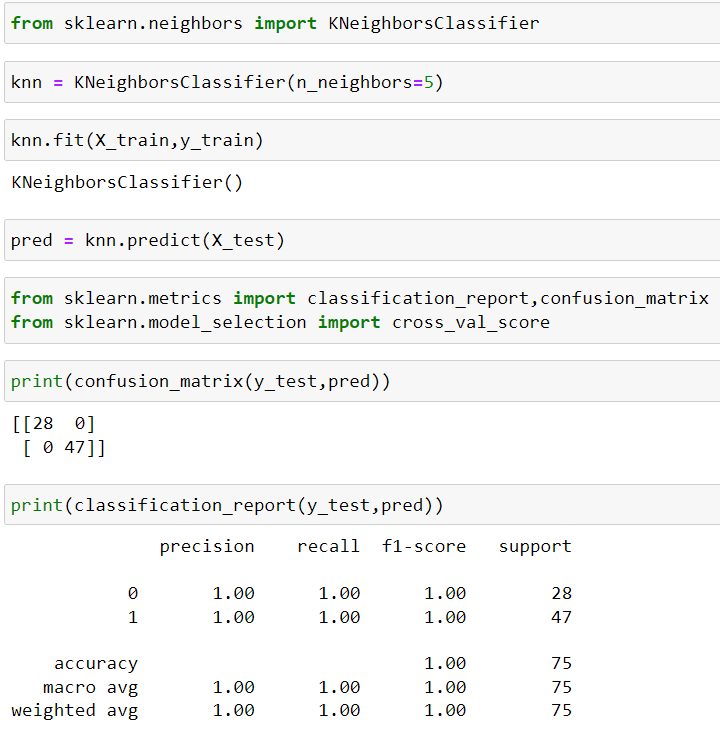 from sklearn.neighbors import KNeighborsClassifier
knn = KNeighborsClassifier(n_neighbors=5)
knn.fit(X_train,y_train)
KNeighborsClassifier()
pred = knn.predict(X_test)
from sklearn.metrics import classification_report,confusion_matrix
from sklearn.model_selection import cross_val_score
print(confusion_matrix(y_test,pred))
[[28  0]
 [ 0 47]]
print(classification_report(y_test,pred))
              precision    recall  f1-score   support
           0       1.00      1.00      1.00        28
           1       1.00      1.00      1.00        47
    accuracy                           1.00        75
   macro avg       1.00      1.00      1.00        75
weighted avg       1.00      1.00      1.00        75